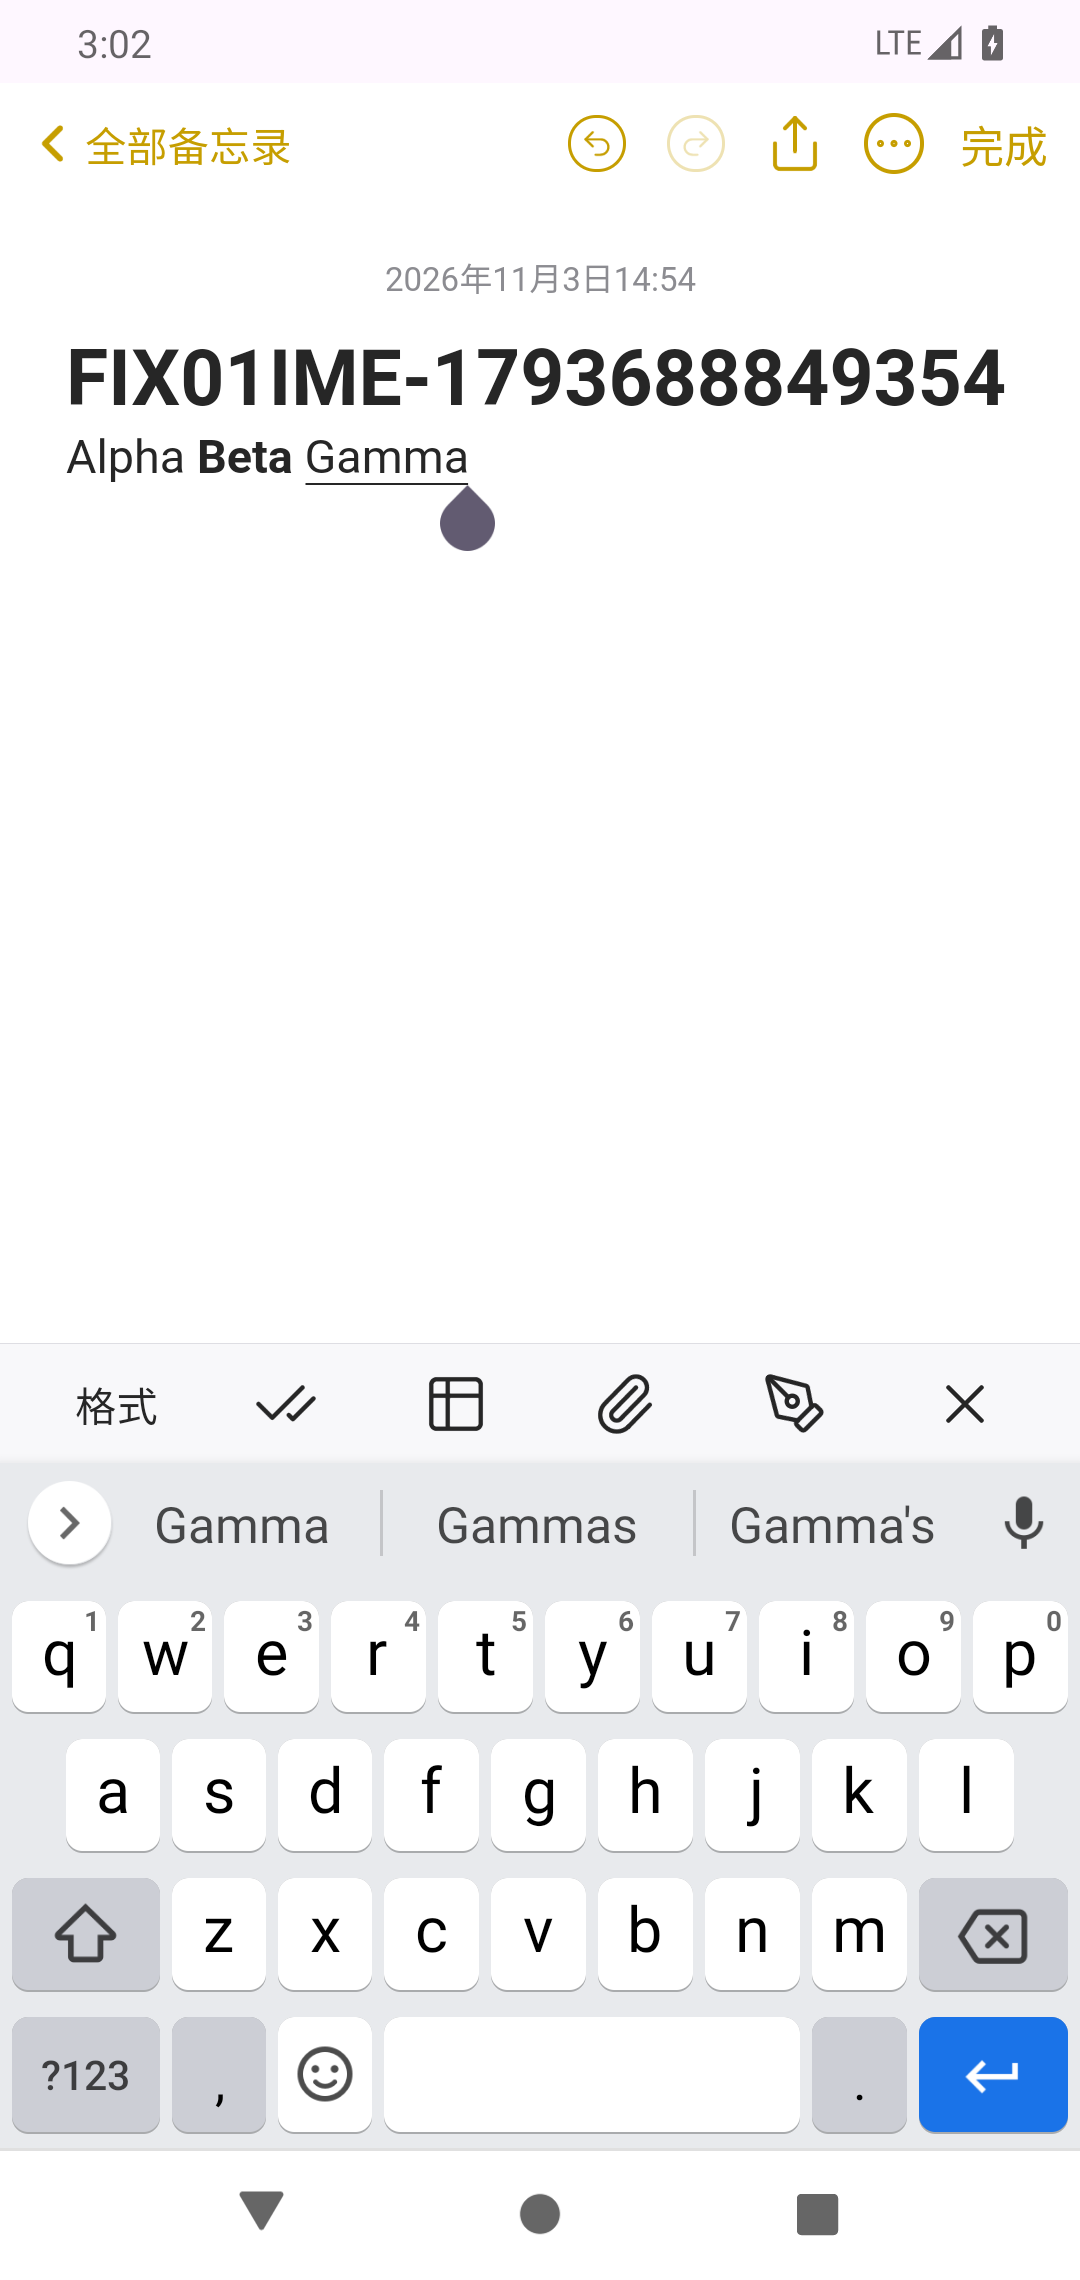 3:02
LTE
全部备忘录
完成
2026年11月3日14:54
FIX01IME-1793688849354
Alpha Beta Gamma
格式
Gamma Gammas Gamma's
q 1 w 2 e 3 r 4 t 5 y 6 u 7 i 8 o 9 p 0
a s d f g h j k l
z x c v b n m
?123 , .